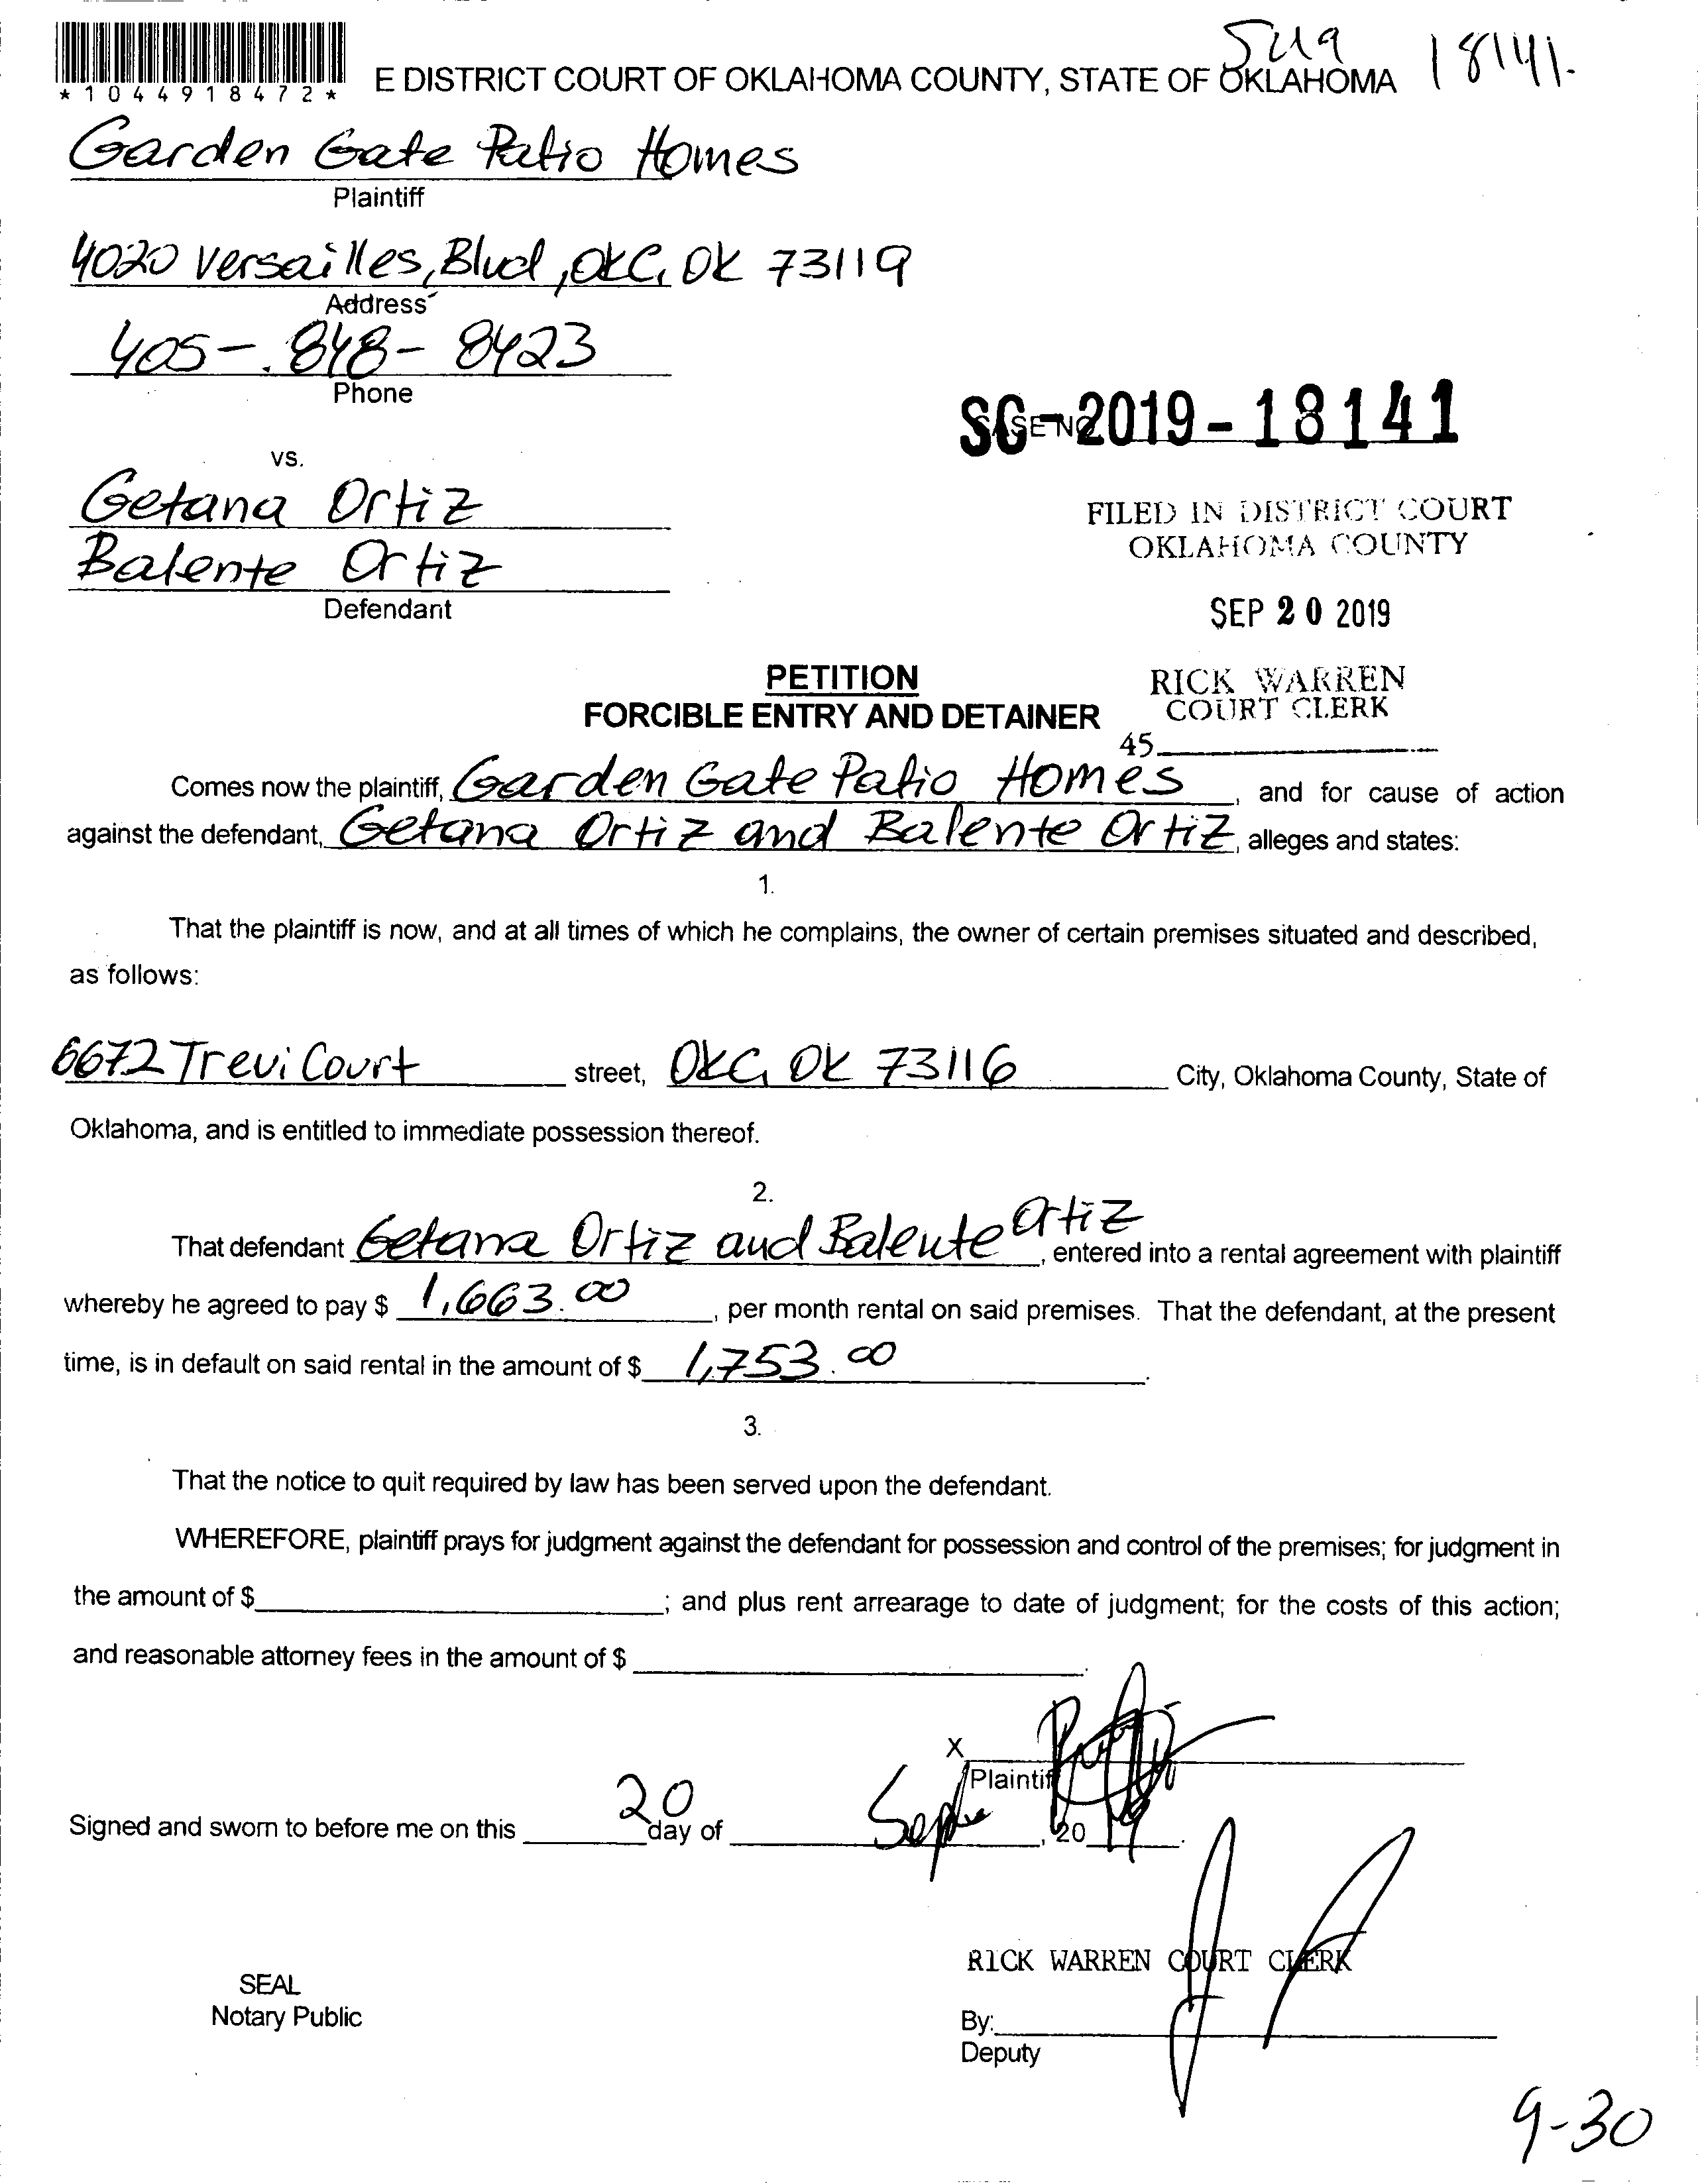 *1044918472*
E DISTRICT COURT OF OKLAHOMA COUNTY, STATE OF OKLAHOMA
18141.
Garden Gate Patio Homes
Plaintiff
4020 Versailles, Blvd, OKC, OK 73119
Address
405-848-8423
Phone
CASE NO
SC-2019-18141
vs.
Getana Ortiz
Balente Ortiz
Defendant
FILED IN DISTRICT COURT
OKLAHOMA COUNTY
SEP 20 2019
RICK WARREN
COURT CLERK
45
PETITION
FORCIBLE ENTRY AND DETAINER
Comes now the plaintiff, Garden Gate Patio Homes, and for cause of action
against the defendant, Getana Ortiz and Balente Ortiz, alleges and states:
1.
That the plaintiff is now, and at all times of which he complains, the owner of certain premises situated and described,
as follows:
6672 Trevi Court street, OKC, OK 73116 City, Oklahoma County, State of
Oklahoma, and is entitled to immediate possession thereof.
2.
That defendant Getana Ortiz and Balente Ortiz, entered into a rental agreement with plaintiff
whereby he agreed to pay $ 1,663.00, per month rental on said premises. That the defendant, at the present
time, is in default on said rental in the amount of $ 1,753.00.
3.
That the notice to quit required by law has been served upon the defendant.
WHEREFORE, plaintiff prays for judgment against the defendant for possession and control of the premises; for judgment in
the amount of $; and plus rent arrearage to date of judgment; for the costs of this action;
and reasonable attorney fees in the amount of $.
X
Plaintiff
Signed and sworn to before me on this 20 day of Septe, 2019.
RICK WARREN COURT CLERK
SEAL
Notary Public
By:
Deputy
9-30